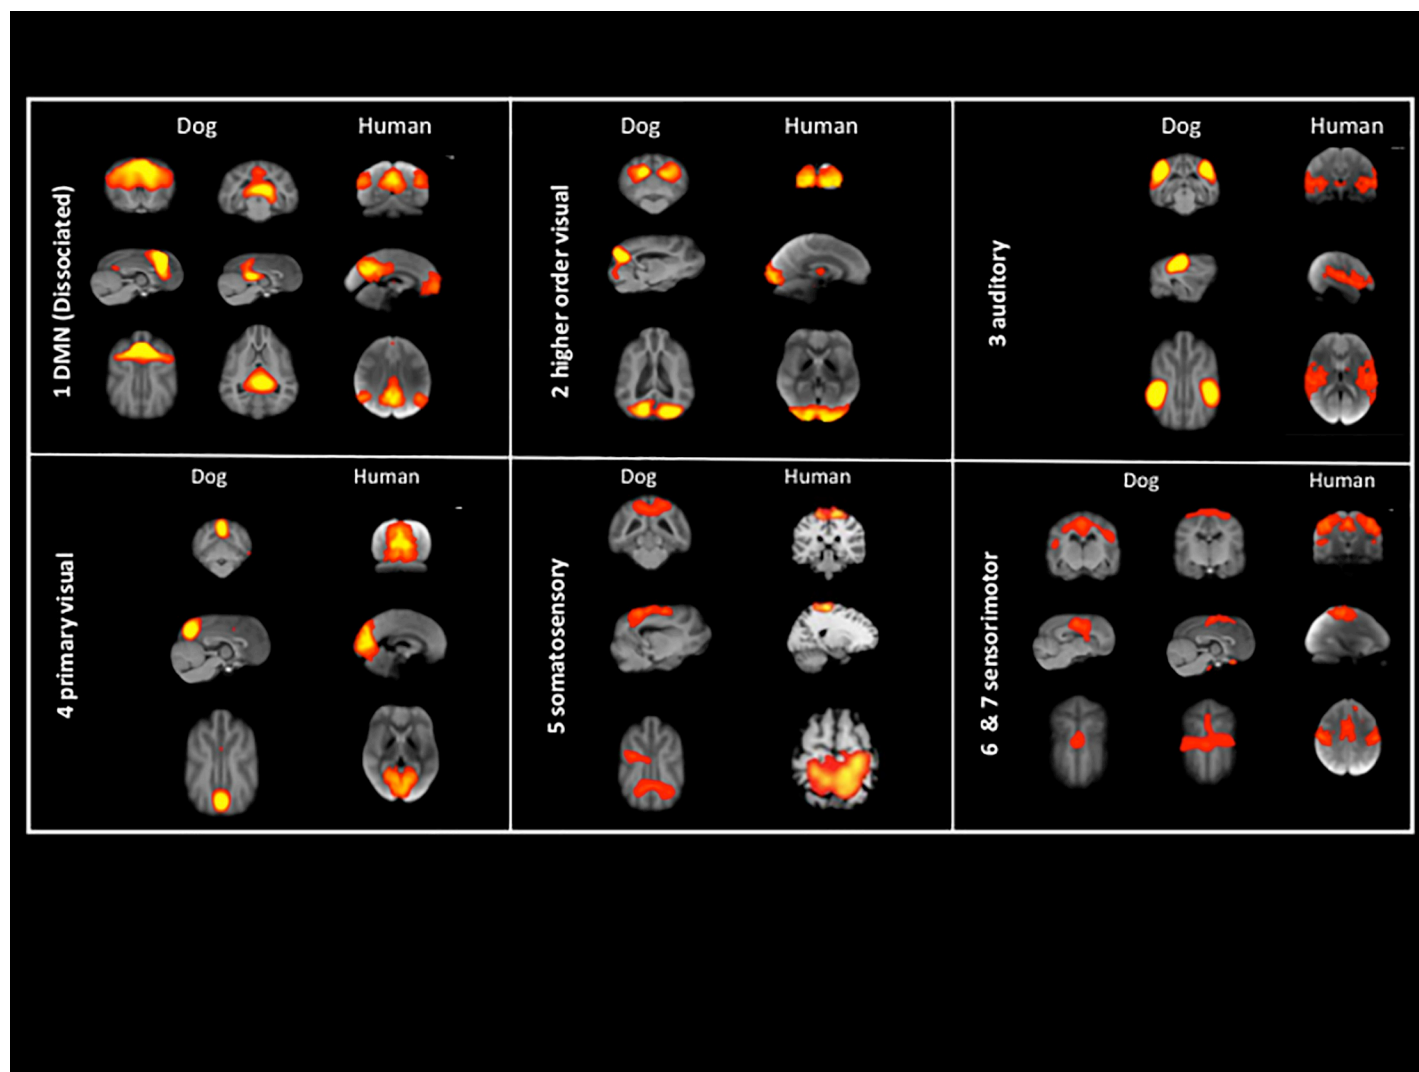 Dog Human
1 DMN (Dissociated)
Dog Human
2 higher order visual
Dog Human
3 auditory
Dog Human
4 primary visual
Dog Human
5 somatosensory
Dog Human
6 & 7 sensorimotor